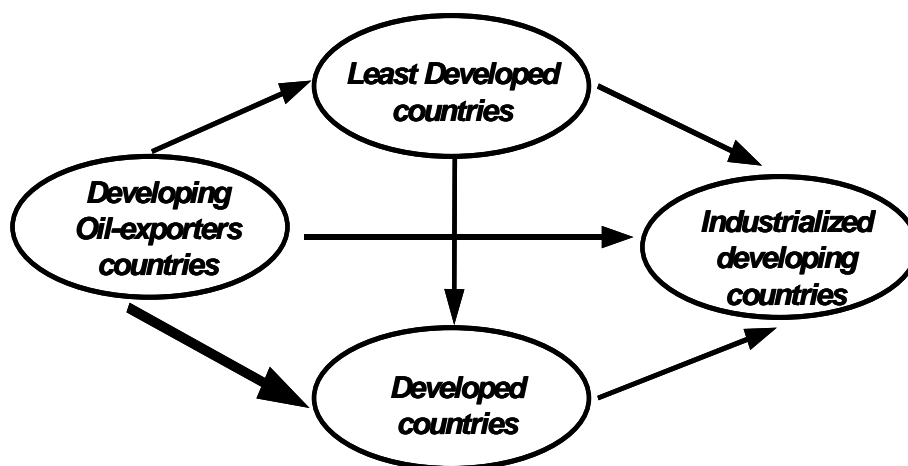 Least Developed
countries
Developing
Oil-exporters
countries
Industrialized
developing
countries
Developed
countries